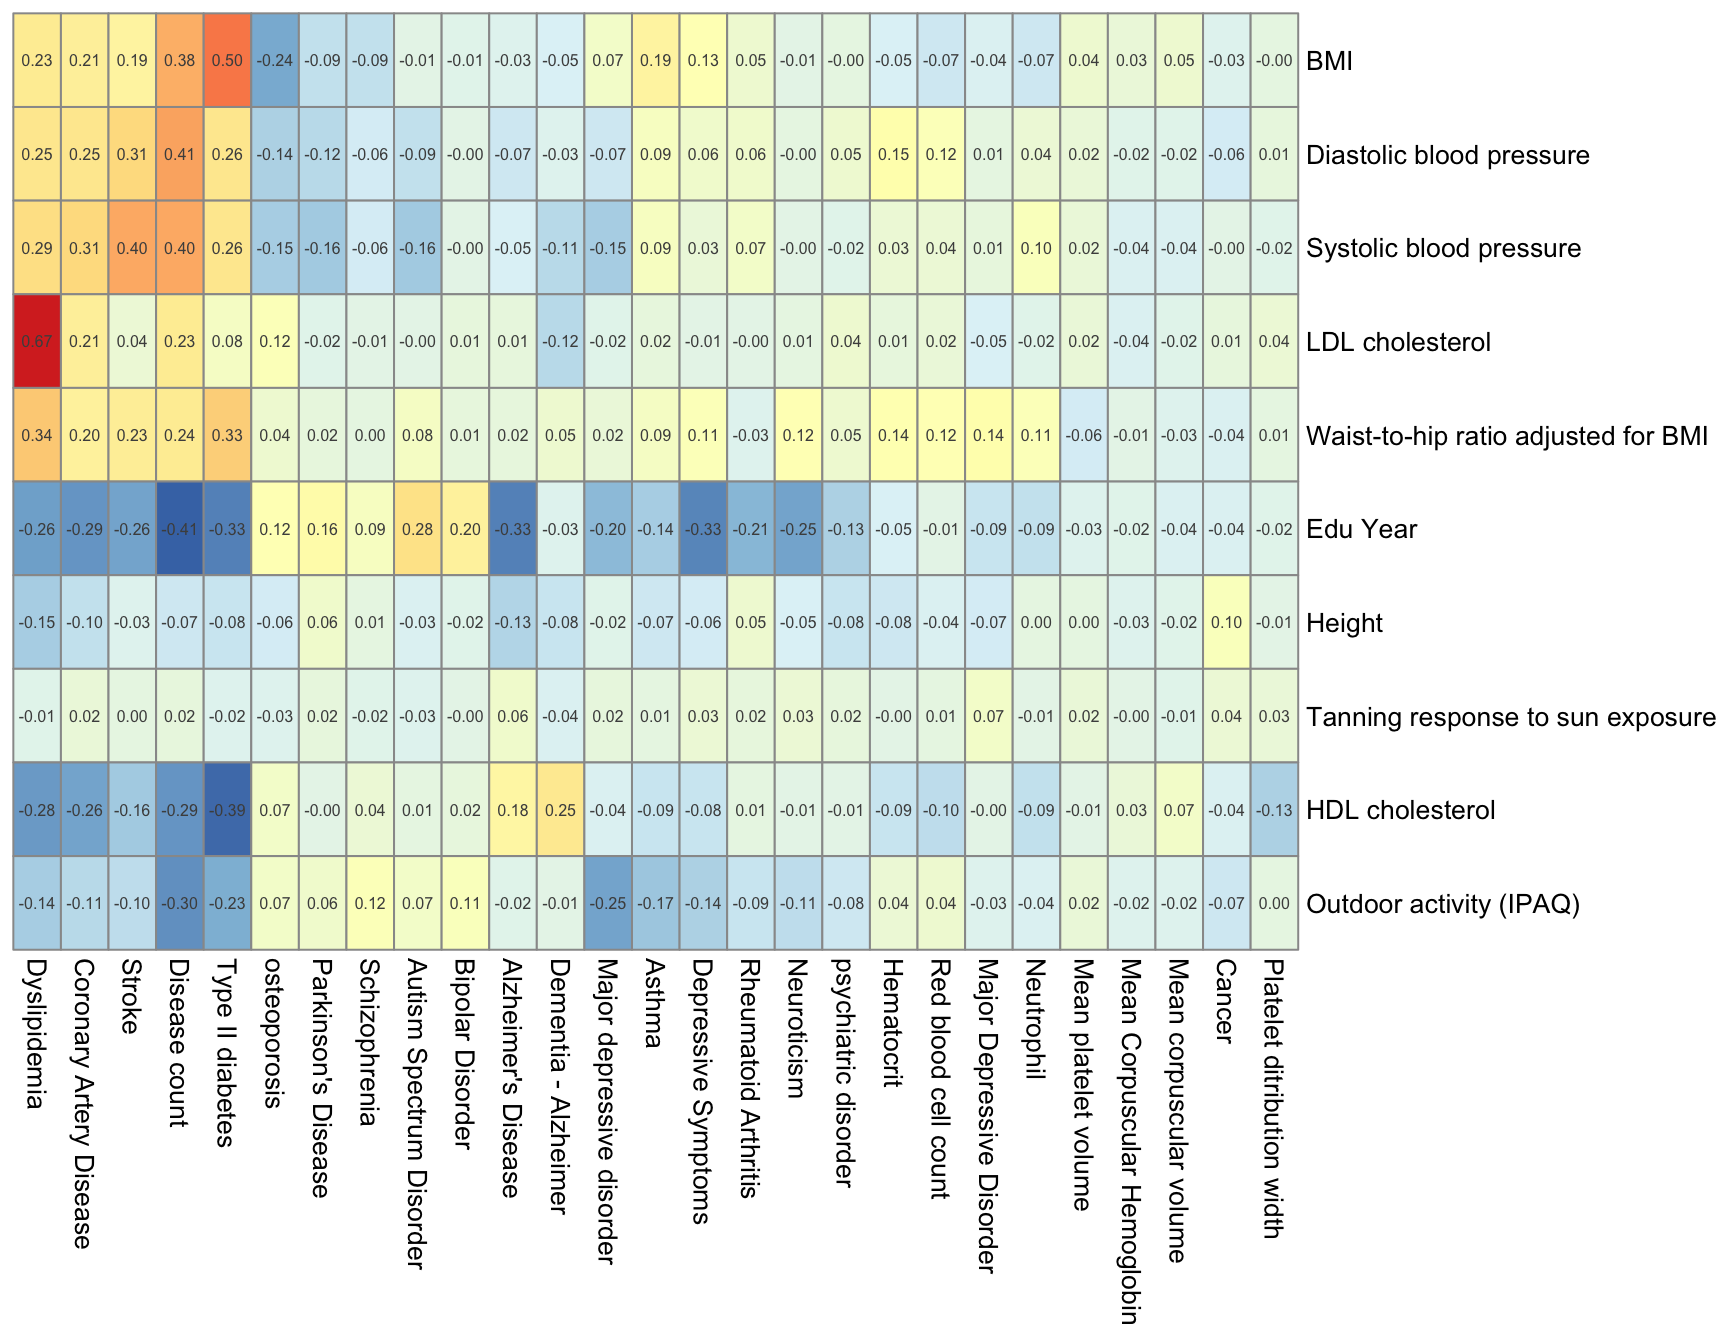 0.23 0.21 0.19 0.38 0.50 -0.24 -0.09 -0.09 -0.01 -0.01 -0.03 -0.05 0.07 0.19 0.13 0.05 -0.01 -0.00 -0.05 -0.07 -0.04 -0.07 0.04 0.03 0.05 -0.03 -0.00 BMI
0.25 0.25 0.31 0.41 0.26 -0.14 -0.12 -0.06 -0.09 -0.00 -0.07 -0.03 -0.07 0.09 0.06 0.06 -0.00 0.05 0.15 0.12 0.01 0.04 0.02 -0.02 -0.02 -0.06 0.01 Diastolic blood pressure
0.29 0.31 0.40 0.40 0.26 -0.15 -0.16 -0.06 -0.16 -0.00 -0.05 -0.11 -0.15 0.09 0.03 0.07 -0.00 -0.02 0.03 0.04 0.01 0.10 0.02 -0.04 -0.04 -0.00 -0.02 Systolic blood pressure
0.67 0.21 0.04 0.23 0.08 0.12 -0.02 -0.01 -0.00 0.01 0.01 -0.12 -0.02 0.02 -0.01 -0.00 0.01 0.04 0.01 0.02 -0.05 -0.02 0.02 -0.04 -0.02 0.01 0.04 LDL cholesterol
0.34 0.20 0.23 0.24 0.33 0.04 0.02 0.00 0.08 0.01 0.02 0.05 0.02 0.09 0.11 -0.03 0.12 0.05 0.14 0.12 0.14 0.11 -0.06 -0.01 -0.03 -0.04 0.01 Waist-to-hip ratio adjusted for BMI
-0.26 -0.29 -0.26 -0.41 -0.33 0.12 0.16 0.09 0.28 0.20 -0.33 -0.03 -0.20 -0.14 -0.33 -0.21 -0.25 -0.13 -0.05 -0.01 -0.09 -0.09 -0.03 -0.02 -0.04 -0.04 -0.02 Edu Year
-0.15 -0.10 -0.03 -0.07 -0.08 -0.06 0.06 0.01 -0.03 -0.02 -0.13 -0.08 -0.02 -0.07 -0.06 0.05 -0.05 -0.08 -0.08 -0.04 -0.07 0.00 0.00 -0.03 -0.02 0.10 -0.01 Height
-0.01 0.02 0.00 0.02 -0.02 -0.03 0.02 -0.02 -0.03 -0.00 0.06 -0.04 0.02 0.01 0.03 0.02 0.03 0.02 -0.00 0.01 0.07 -0.01 0.02 -0.00 -0.01 0.04 0.03 Tanning response to sun exposure
-0.28 -0.26 -0.16 -0.29 -0.39 0.07 -0.00 0.04 0.01 0.02 0.18 0.25 -0.04 -0.09 -0.08 0.01 -0.01 -0.01 -0.09 -0.10 -0.00 -0.09 -0.01 0.03 0.07 -0.04 -0.13 HDL cholesterol
-0.14 -0.11 -0.10 -0.30 -0.23 0.07 0.06 0.12 0.07 0.11 -0.02 -0.01 -0.25 -0.17 -0.14 -0.09 -0.11 -0.08 0.04 0.04 -0.03 -0.04 0.02 -0.02 -0.02 -0.07 0.00 Outdoor activity (IPAQ)
Dyslipidemia
Coronary Artery Disease
Stroke
Disease count
Type II diabetes
osteoporosis
Parkinson's Disease
Schizophrenia
Autism Spectrum Disorder
Bipolar Disorder
Alzheimer's Disease
Dementia - Alzheimer
Major depressive disorder
Asthma
Depressive Symptoms
Rheumatoid Arthritis
Neuroticism
psychiatric disorder
Hematocrit
Red blood cell count
Major Depressive Disorder
Neutrophil
Mean platelet volume
Mean Corpuscular Hemoglobin
Mean corpuscular volume
Cancer
Platelet ditribution width